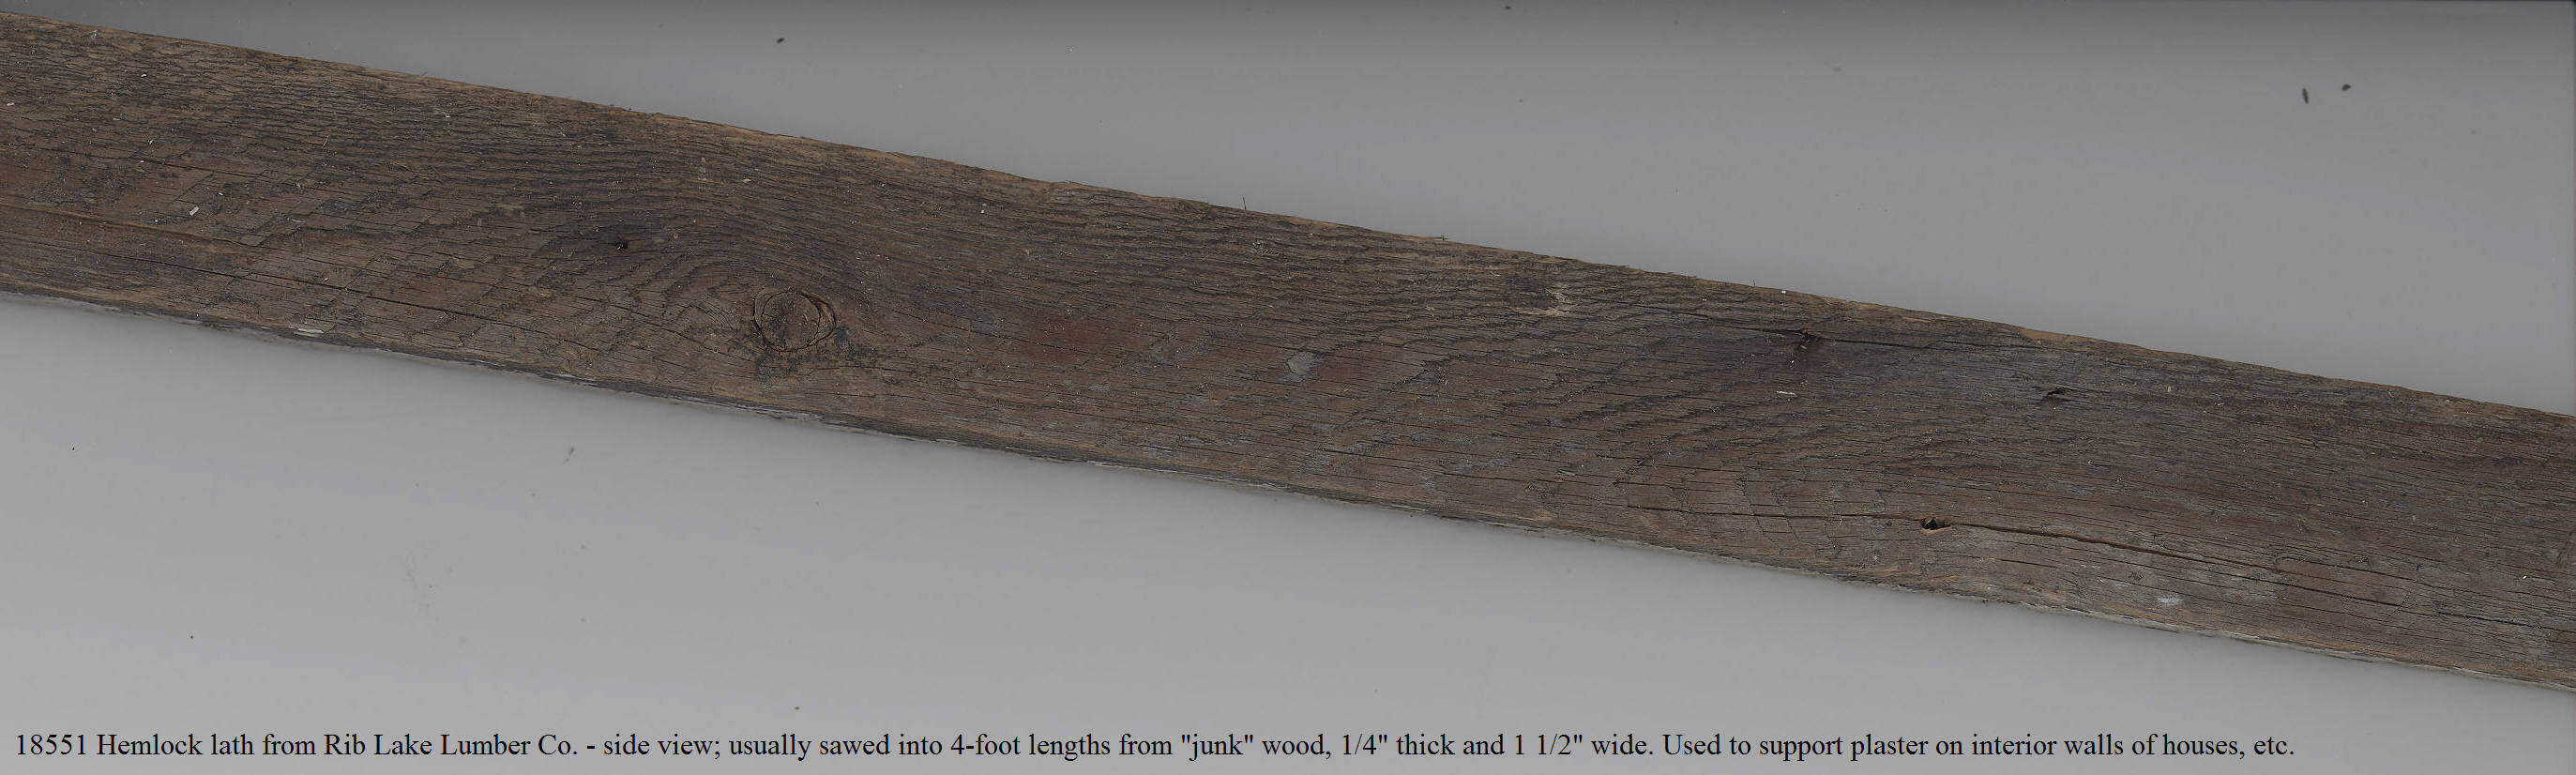 18551 Hemlock lath from Rib Lake Lumber Co. - side view; usually sawed into 4-foot lengths from "junk" wood, 1/4" thick and 1 1/2" wide. Used to support plaster on interior walls of houses, etc.